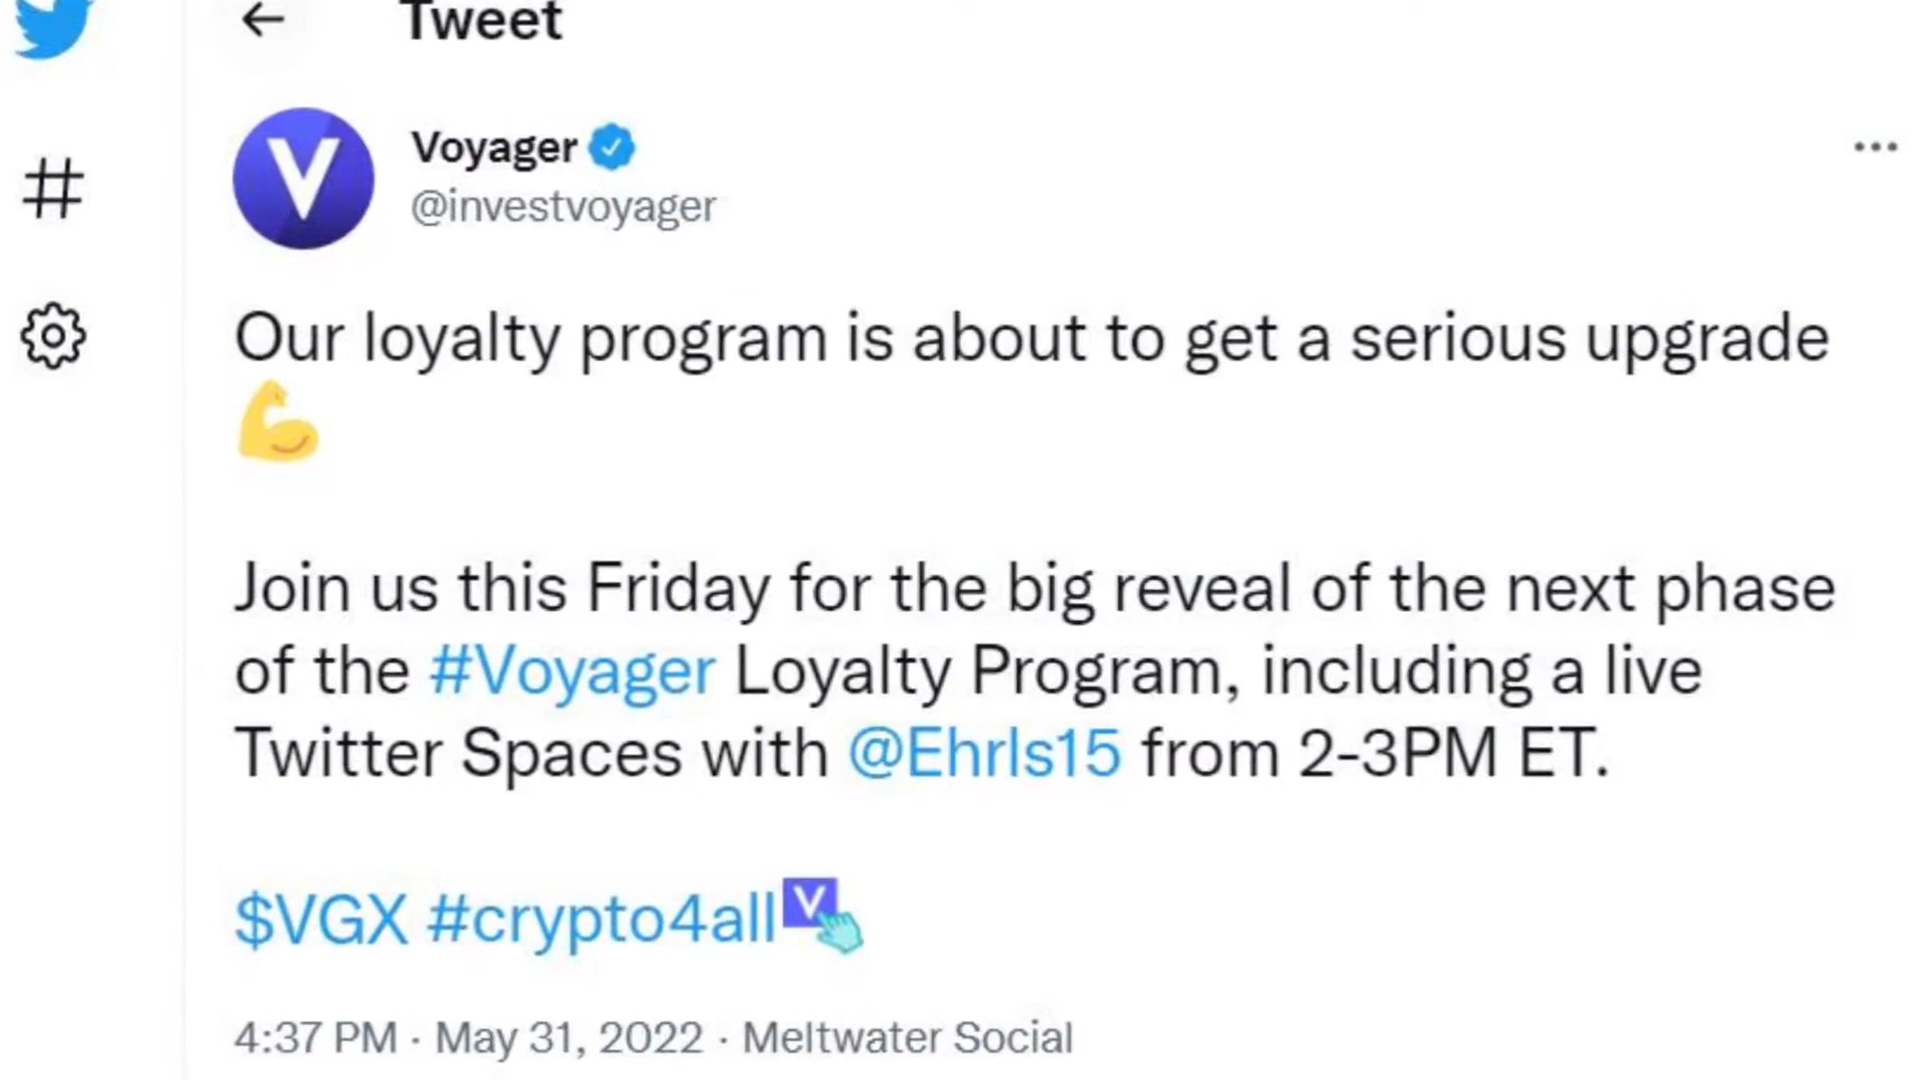 Tweet
Voyager
@investvoyager
Our loyalty program is about to get a serious upgrade
💪
Join us this Friday for the big reveal of the next phase
of the #Voyager Loyalty Program, including a live
Twitter Spaces with @Ehrls15 from 2-3PM ET.
$VGX #crypto4all
4:37 PM · May 31, 2022 · Meltwater Social